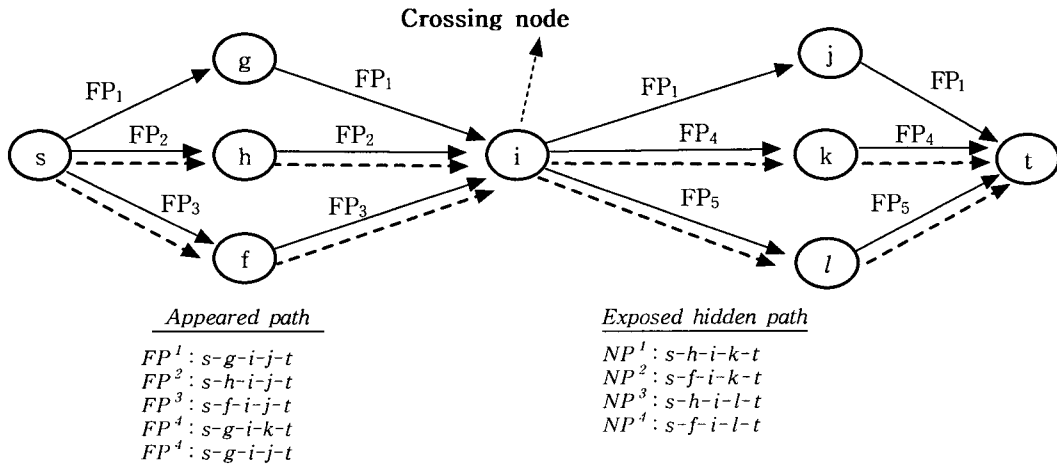 Crossing node
g
j
FP₁
FP₁
FP₁
FP₁
s
FP₂
h
FP₂
i
FP₄
k
FP₄
t
FP₃
FP₃
FP₅
FP₅
f
l
Appeared path
FP¹ : s-g-i-j-t
FP² : s-h-i-j-t
FP³ : s-f-i-j-t
FP⁴ : s-g-i-k-t
FP⁴ : s-g-i-j-t
Exposed hidden path
NP¹ : s-h-i-k-t
NP² : s-f-i-k-t
NP³ : s-h-i-l-t
NP⁴ : s-f-i-l-t